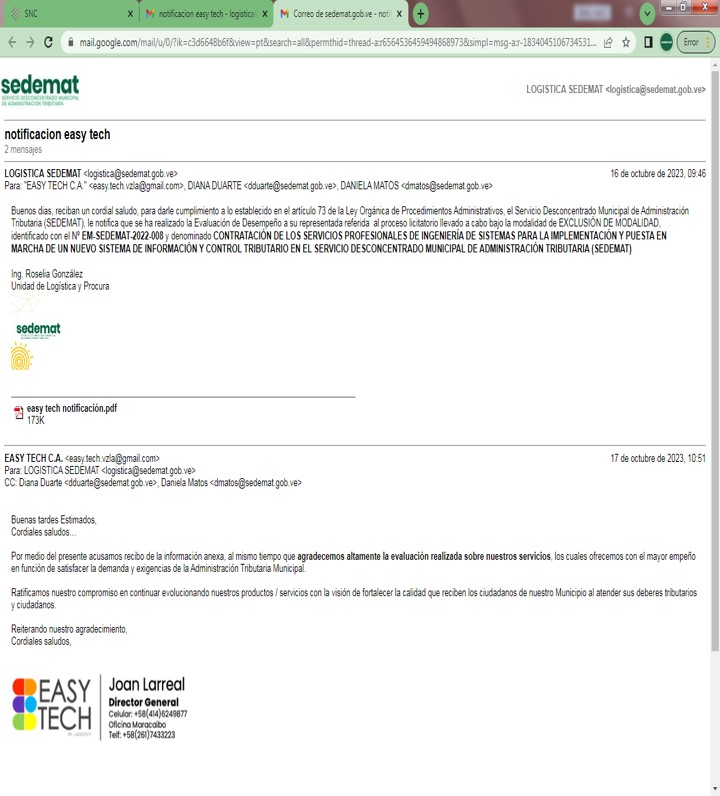 SNC
notificacion easy tech - logistica
Correo de sedemat.gob.ve - noti
mail.google.com/mail/u/0/?ik=c3d6648b6f&view=pt&search=all&permthid=thread-a:r6564536459494868973&simpl=msg-a:r-1834045106734531...
Error
sedemat
SERVICIO DESCONCENTRADO MUNICIPAL
DE ADMINISTRACIÓN TRIBUTARIA
LOGISTICA SEDEMAT <logistica@sedemat.gob.ve>
notificacion easy tech
2 mensajes
LOGISTICA SEDEMAT <logistica@sedemat.gob.ve> 16 de octubre de 2023, 09:46
Para: "EASY TECH C.A." <easy.tech.vzla@gmail.com>, DIANA DUARTE <dduarte@sedemat.gob.ve>, DANIELA MATOS <dmatos@sedemat.gob.ve>
Buenos dias, reciban un cordial saludo, para darle cumplimiento a lo establecido en el artículo 73 de la Ley Orgánica de Procedimientos Administrativos, el Servicio Desconcentrado Municipal de Administración
Tributaria (SEDEMAT), le notifica que se ha realizado la Evaluación de Desempeño a su representada referida al proceso licitatorio llevado a cabo bajo la modalidad de EXCLUSIÓN DE MODALIDAD,
identificado con el Nº EM-SEDEMAT-2022-008 y denominado CONTRATACIÓN DE LOS SERVICIOS PROFESIONALES DE INGENIERÍA DE SISTEMAS PARA LA IMPLEMENTACIÓN Y PUESTA EN
MARCHA DE UN NUEVO SISTEMA DE INFORMACIÓN Y CONTROL TRIBUTARIO EN EL SERVICIO DESCONCENTRADO MUNICIPAL DE ADMINISTRACIÓN TRIBUTARIA (SEDEMAT)
Ing. Roselia González
Unidad de Logística y Procura
sedemat
easy tech notificación.pdf
173K
EASY TECH C.A. <easy.tech.vzla@gmail.com> 17 de octubre de 2023, 10:51
Para: LOGISTICA SEDEMAT <logistica@sedemat.gob.ve>
CC: Diana Duarte <dduarte@sedemat.gob.ve>, Daniela Matos <dmatos@sedemat.gob.ve>
Buenas tardes Estimados,
Cordiales saludos...
Por medio del presente acusamos recibo de la información anexa, al mismo tiempo que agradecemos altamente la evaluación realizada sobre nuestros servicios, los cuales ofrecemos con el mayor empeño
en función de satisfacer la demanda y exigencias de la Administración Tributaria Municipal.
Ratificamos nuestro compromiso en continuar evolucionando nuestros productos / servicios con la visión de fortalecer la calidad que reciben los ciudadanos de nuestro Municipio al atender sus deberes tributarios
y ciudadanos.
Reiterando nuestro agradecimiento,
Cordiales saludos,
EASY
TECH
Joan Larreal
Director General
Celular: +58(414)6249877
Oficina Maracaibo
Telf: +58(261)7433223